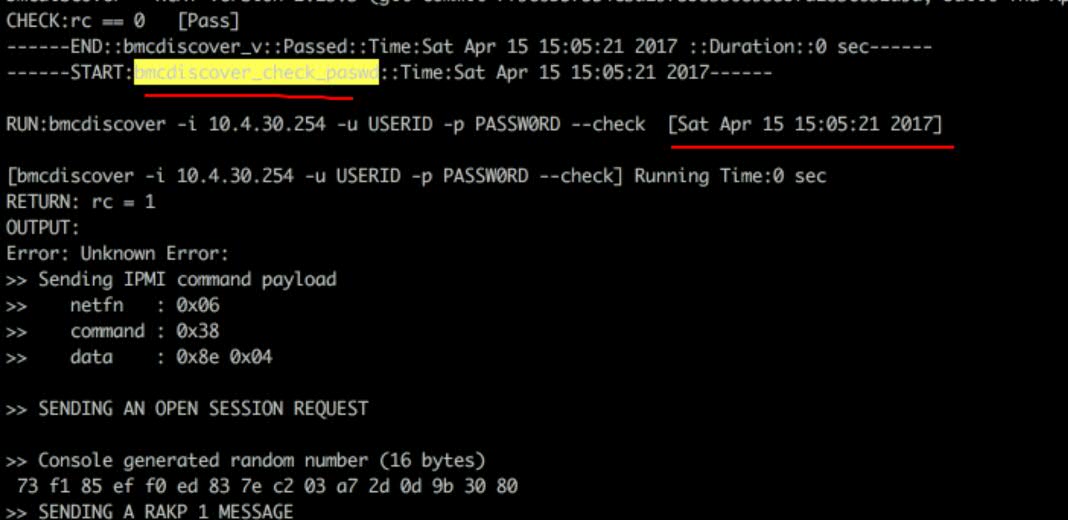 CHECK:rc == 0 [Pass]
------END::bmcdiscover_v::Passed::Time:Sat Apr 15 15:05:21 2017 ::Duration::0 sec------
------START:bmcdiscover_check_paswd::Time:Sat Apr 15 15:05:21 2017------
RUN:bmcdiscover -i 10.4.30.254 -u USERID -p PASSW0RD --check [Sat Apr 15 15:05:21 2017]
[bmcdiscover -i 10.4.30.254 -u USERID -p PASSW0RD --check] Running Time:0 sec
RETURN: rc = 1
OUTPUT:
Error: Unknown Error:
>> Sending IPMI command payload
>> netfn : 0x06
>> command : 0x38
>> data : 0x8e 0x04
>> SENDING AN OPEN SESSION REQUEST
>> Console generated random number (16 bytes)
73 f1 85 ef f0 ed 83 7e c2 03 a7 2d 0d 9b 30 80
>> SENDING A RAKP 1 MESSAGE